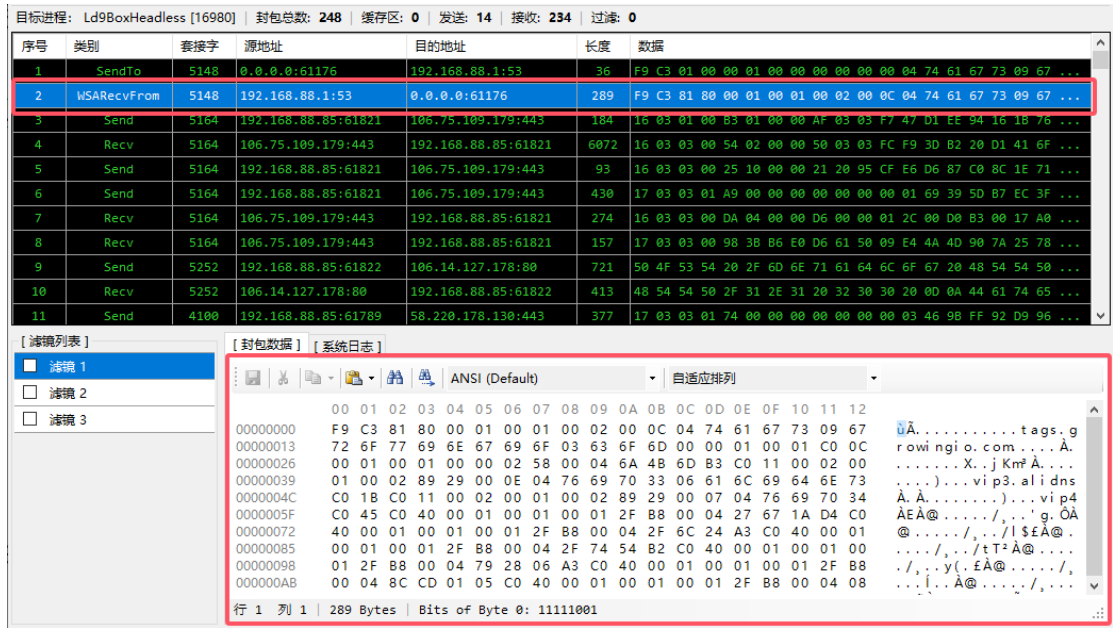 目标进程: Ld9BoxHeadless [16980] | 封包总数: 248 | 缓存区: 0 | 发送: 14 | 接收: 234 | 过滤: 0
序号 类别 套接字 源地址 目的地址 长度 数据
1 SendTo 5148 0.0.0.0:61176 192.168.88.1:53 36 F9 C3 01 00 00 01 00 00 00 00 00 00 04 74 61 67 73 09 67 ...
2 WSARecvFrom 5148 192.168.88.1:53 0.0.0.0:61176 289 F9 C3 81 80 00 01 00 01 00 02 00 0C 04 74 61 67 73 09 67 ...
3 Send 5164 192.168.88.85:61821 106.75.109.179:443 184 16 03 01 00 B3 01 00 00 AF 03 03 F7 47 D1 EE 94 16 1B 76 ...
4 Recv 5164 106.75.109.179:443 192.168.88.85:61821 6072 16 03 03 00 54 02 00 00 50 03 03 FC F9 3D B2 20 D1 41 6F ...
5 Send 5164 192.168.88.85:61821 106.75.109.179:443 93 16 03 03 00 25 10 00 00 21 20 95 CF E6 D6 87 C0 8C 1E 71 ...
6 Send 5164 192.168.88.85:61821 106.75.109.179:443 430 17 03 03 01 A9 00 00 00 00 00 00 00 01 69 39 5D B7 EC 3F ...
7 Recv 5164 106.75.109.179:443 192.168.88.85:61821 274 16 03 03 00 DA 04 00 00 D6 00 00 01 2C 00 D0 B3 00 17 A0 ...
8 Recv 5164 106.75.109.179:443 192.168.88.85:61821 157 17 03 03 00 98 3B B6 E0 D6 61 50 09 E4 4A 4D 90 7A 25 78 ...
9 Send 5252 192.168.88.85:61822 106.14.127.178:80 721 50 4F 53 54 20 2F 6D 6E 71 61 64 6C 6F 67 20 48 54 54 50 ...
10 Recv 5252 106.14.127.178:80 192.168.88.85:61822 413 48 54 54 50 2F 31 2E 31 20 32 30 30 20 0D 0A 44 61 74 65 ...
11 Send 4100 192.168.88.85:61789 58.220.178.130:443 377 17 03 03 01 74 00 00 00 00 00 00 00 03 46 9B FF 92 D9 96 ...
[ 滤镜列表 ]
滤镜 1
滤镜 2
滤镜 3
[ 封包数据 ] [ 系统日志 ]
ANSI (Default) 自适应排列
00 01 02 03 04 05 06 07 08 09 0A 0B 0C 0D 0E 0F 10 11 12
00000000 F9 C3 81 80 00 01 00 01 00 02 00 0C 04 74 61 67 73 09 67 ùÃ...........tags.g
00000013 72 6F 77 69 6E 67 69 6F 03 63 6F 6D 00 00 01 00 01 C0 0C rowingio.com.....À.
00000026 00 01 00 01 00 00 02 58 00 04 6A 4B 6D B3 C0 11 00 02 00 .......X..jKm³À....
00000039 01 00 02 89 29 00 0E 04 76 69 70 33 06 61 6C 69 64 6E 73 ....)...vip3.alidns
0000004C C0 1B C0 11 00 02 00 01 00 02 89 29 00 07 04 76 69 70 34 À.À........)...vip4
0000005F C0 45 C0 40 00 01 00 01 00 01 2F B8 00 04 27 67 1A D4 C0 ÀEÀ@....../¸..'g.ÔÀ
00000072 40 00 01 00 01 00 01 2F B8 00 04 2F 6C 24 A3 C0 40 00 01 @....../¸../l$£À@..
00000085 00 01 00 01 2F B8 00 04 2F 74 54 B2 C0 40 00 01 00 01 00 ..../¸../tT²À@.....
00000098 01 2F B8 00 04 79 28 06 A3 C0 40 00 01 00 01 00 01 2F B8 ./¸..y(.£À@....../¸
000000AB 00 04 8C CD 01 05 C0 40 00 01 00 01 00 01 2F B8 00 04 08 ...Í..À@....../¸...
行 1 列 1 | 289 Bytes | Bits of Byte 0: 11111001